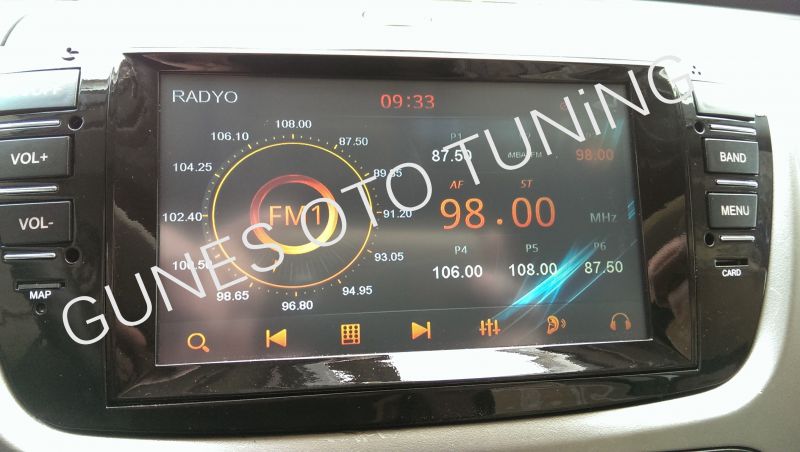 RADYO 09:33
108.00
106.10 87.50
104.25 89.35
102.40 91.20
100.50 93.05
98.65 94.95
96.80
FM1
P1
87.50 98.00
AF ST
98.00 MHz
P4 P5 P6
106.00 108.00 87.50
VOL+
VOL-
MAP
BAND
MENU
CARD
GUNES OTO TUNiNG